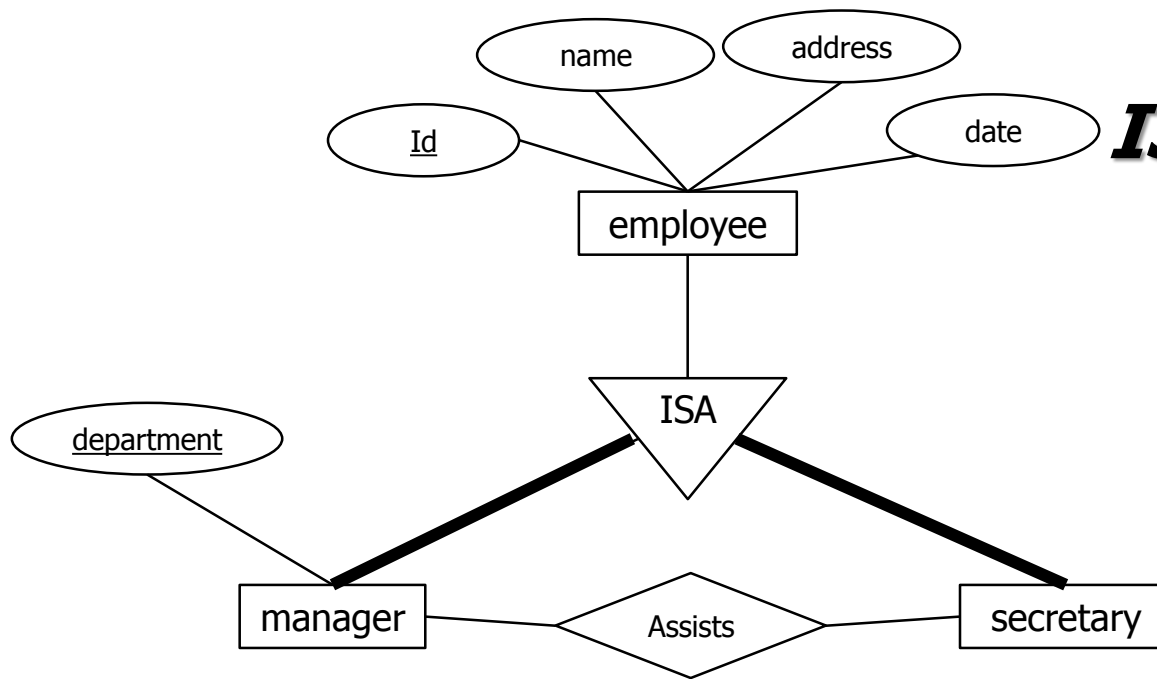 name
address
Id
date
employee
ISA
department
manager
Assists
secretary